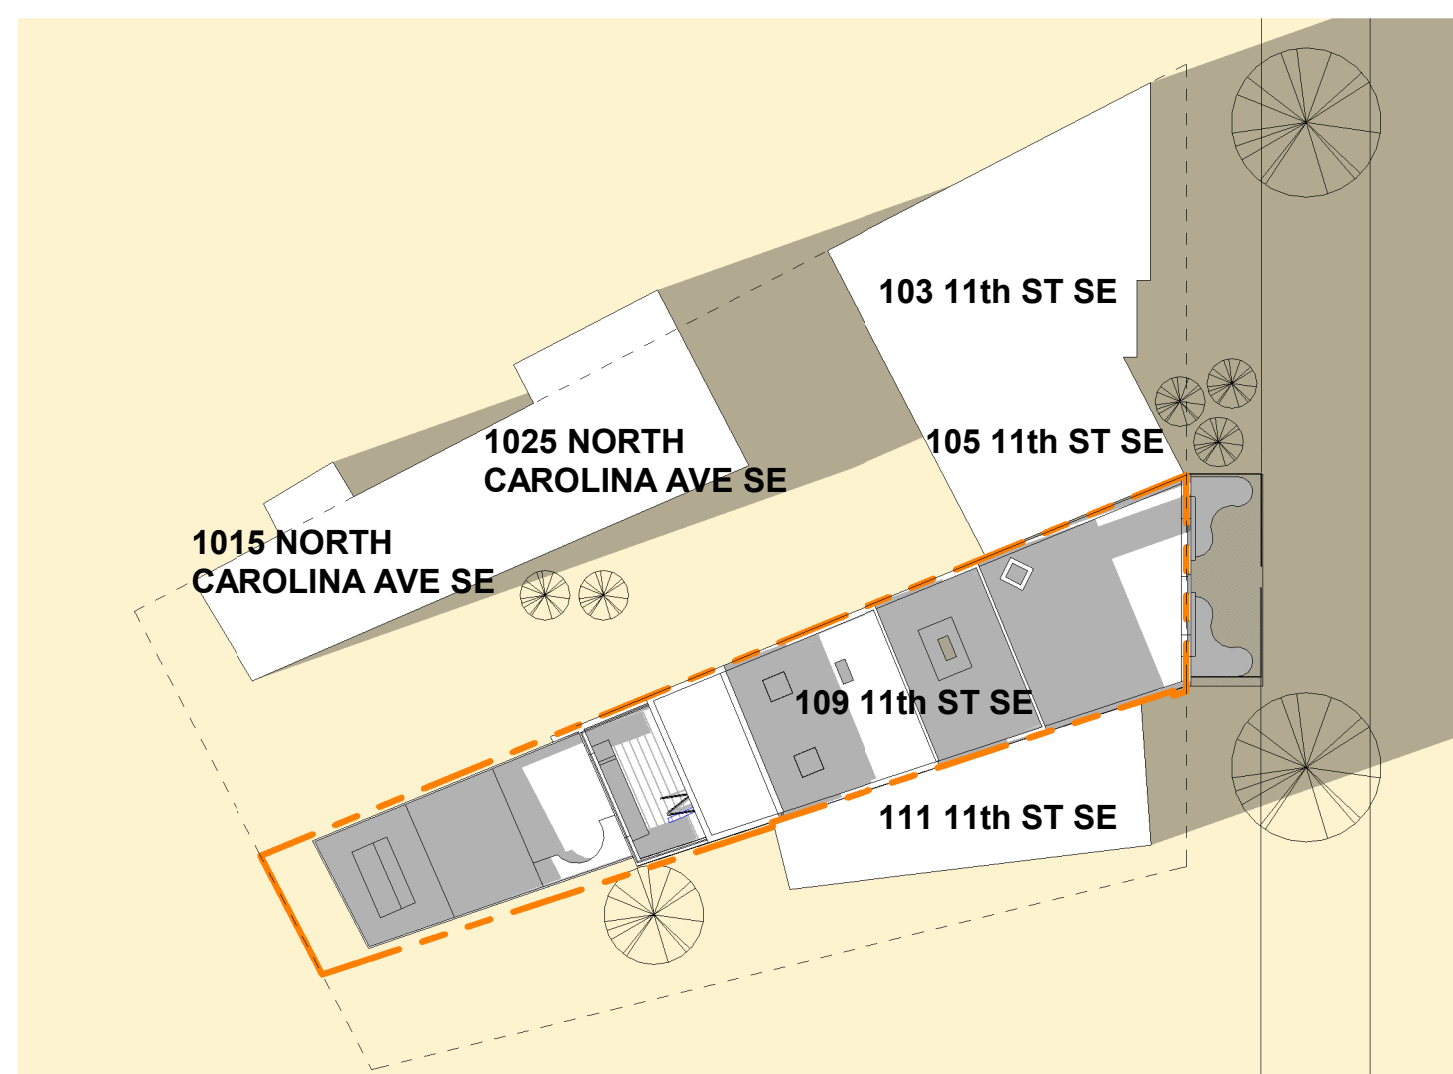 103 11th ST SE
1025 NORTH
CAROLINA AVE SE
105 11th ST SE
1015 NORTH
CAROLINA AVE SE
109 11th ST SE
111 11th ST SE